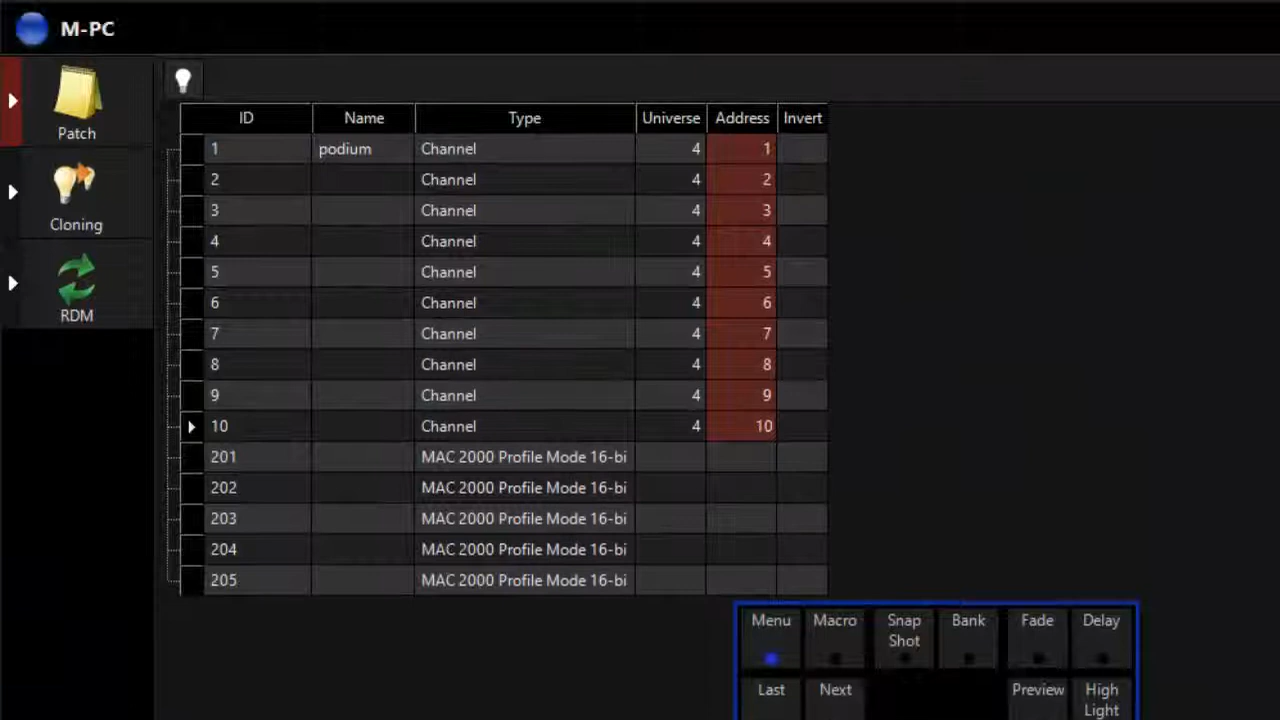 M-PC
Patch
Cloning
RDM
ID Name Type Universe Address Invert
1 podium Channel 4 1
2 Channel 4 2
3 Channel 4 3
4 Channel 4 4
5 Channel 4 5
6 Channel 4 6
7 Channel 4 7
8 Channel 4 8
9 Channel 4 9
10 Channel 4 10
201 MAC 2000 Profile Mode 16-bi
202 MAC 2000 Profile Mode 16-bi
203 MAC 2000 Profile Mode 16-bi
204 MAC 2000 Profile Mode 16-bi
205 MAC 2000 Profile Mode 16-bi
Menu Macro Snap Shot Bank Fade Delay
Last Next Preview High Light